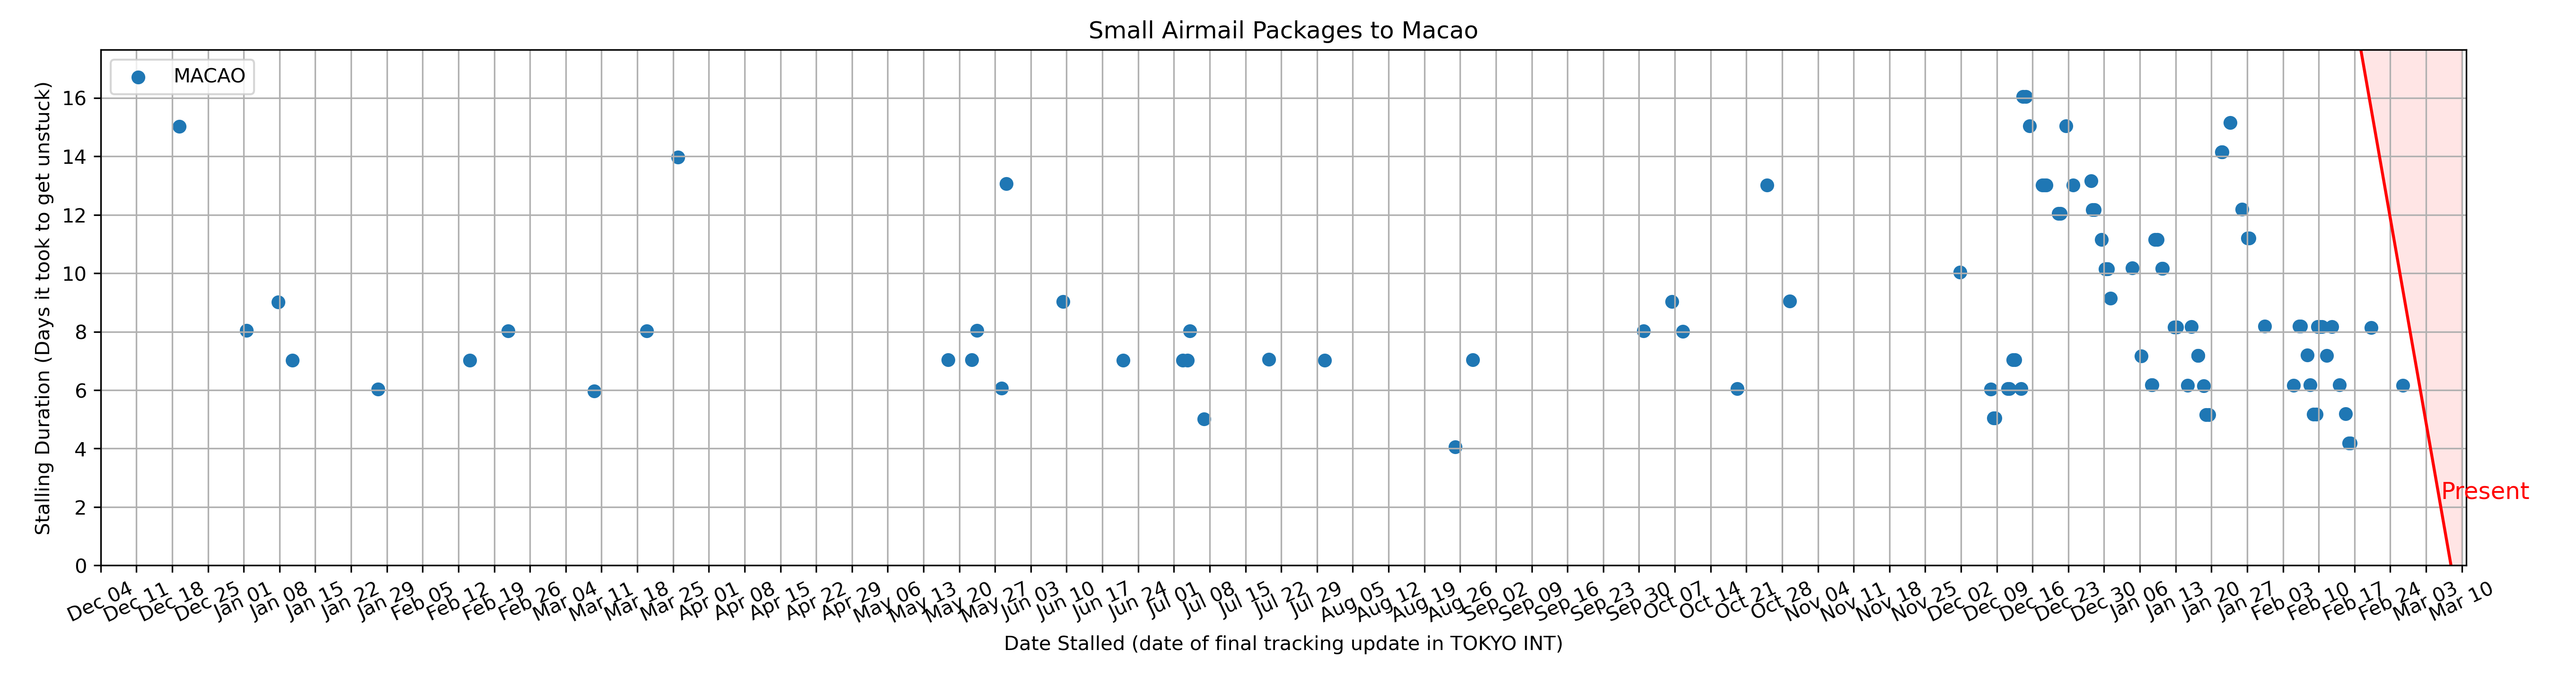 Small Airmail Packages to Macao
MACAO
Stalling Duration (Days it took to get unstuck)
16
14
12
10
8
6
4
2
0
Present
Dec 04
Dec 11
Dec 18
Dec 25
Jan 01
Jan 08
Jan 15
Jan 22
Jan 29
Feb 05
Feb 12
Feb 19
Feb 26
Mar 04
Mar 11
Mar 18
Mar 25
Apr 01
Apr 08
Apr 15
Apr 22
Apr 29
May 06
May 13
May 20
May 27
Jun 03
Jun 10
Jun 17
Jun 24
Jul 01
Jul 08
Jul 15
Jul 22
Jul 29
Aug 05
Aug 12
Aug 19
Aug 26
Sep 02
Sep 09
Sep 16
Sep 23
Sep 30
Oct 07
Oct 14
Oct 21
Oct 28
Nov 04
Nov 11
Nov 18
Nov 25
Dec 02
Dec 09
Dec 16
Dec 23
Dec 30
Jan 06
Jan 13
Jan 20
Jan 27
Feb 03
Feb 10
Feb 17
Feb 24
Mar 03
Mar 10
Date Stalled (date of final tracking update in TOKYO INT)